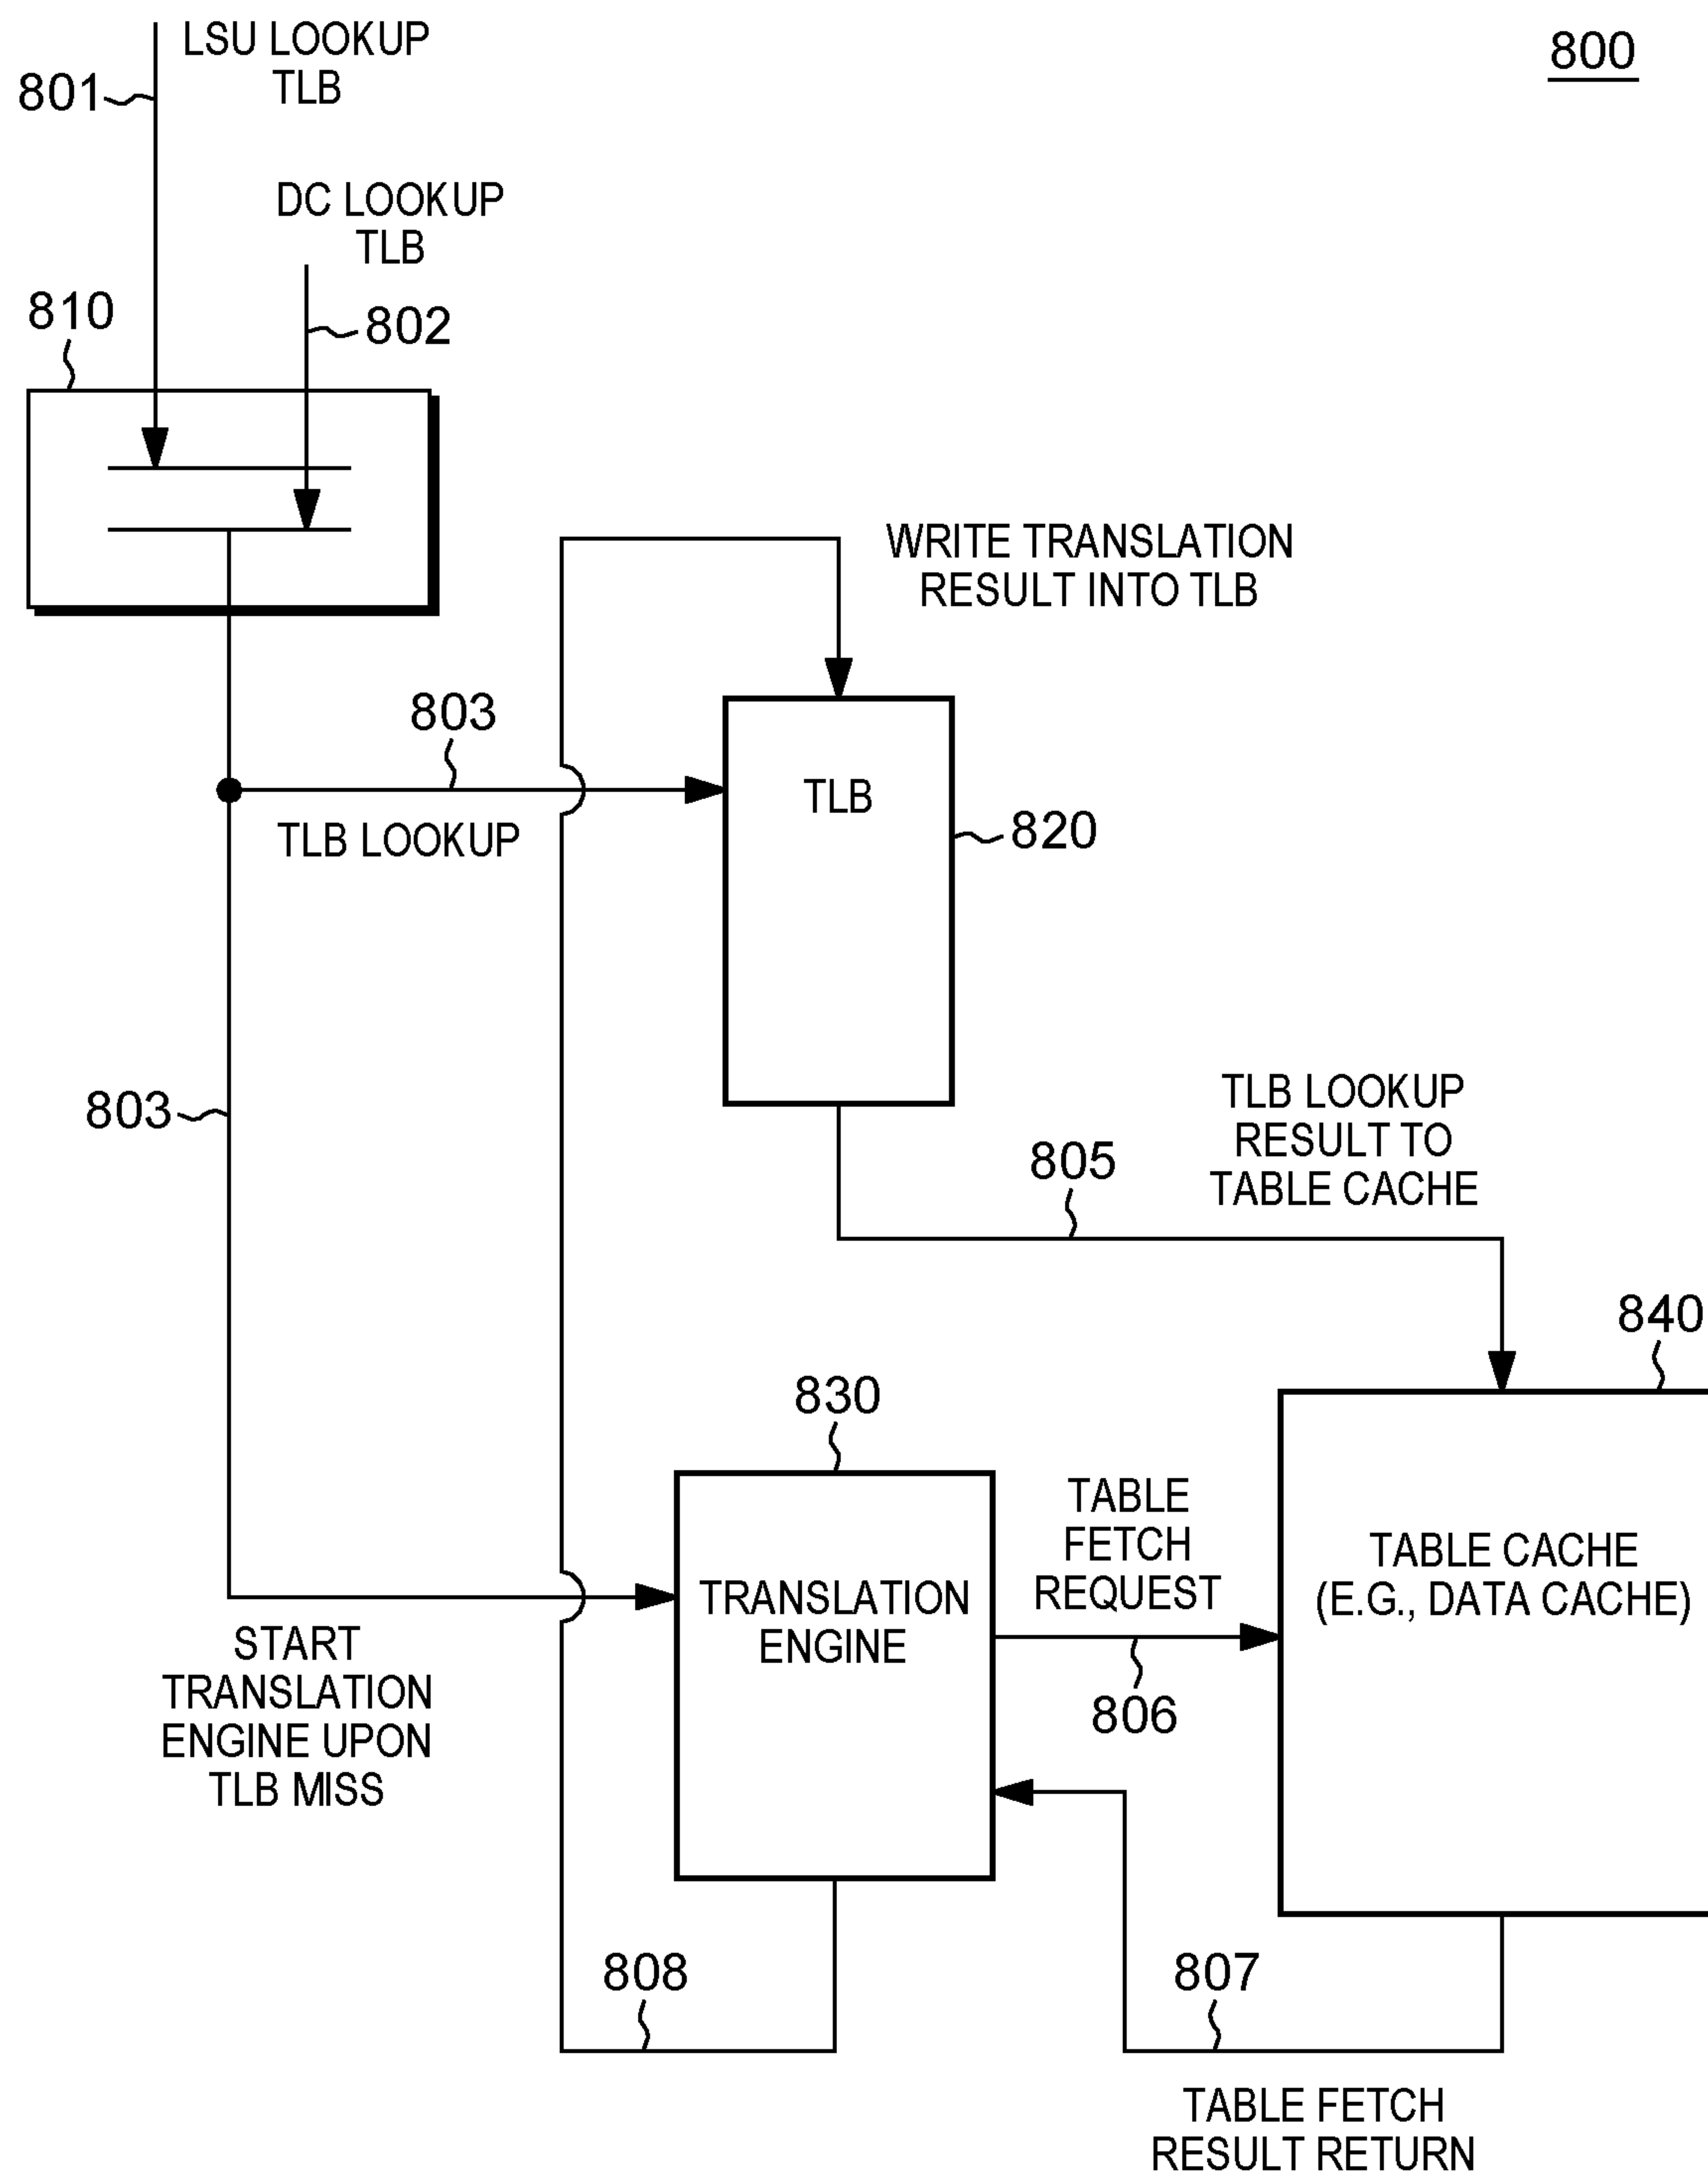 LSU LOOKUP
TLB
800
801
DC LOOKUP
TLB
810
802
WRITE TRANSLATION
RESULT INTO TLB
803
TLB
TLB LOOKUP
820
803
TLB LOOKUP
RESULT TO
TABLE CACHE
805
840
830
TABLE
FETCH
REQUEST
TABLE CACHE
(E.G., DATA CACHE)
TRANSLATION
ENGINE
START
TRANSLATION
ENGINE UPON
TLB MISS
806
808
807
TABLE FETCH
RESULT RETURN